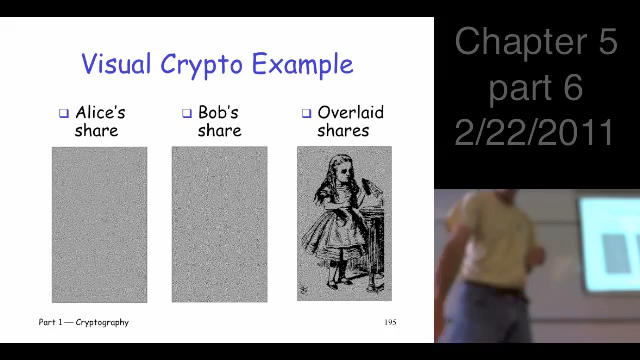 Visual Crypto Example
Alice's
share
Bob's
share
Overlaid
shares
Part 1 — Cryptography
195
Chapter 5
part 6
2/22/2011